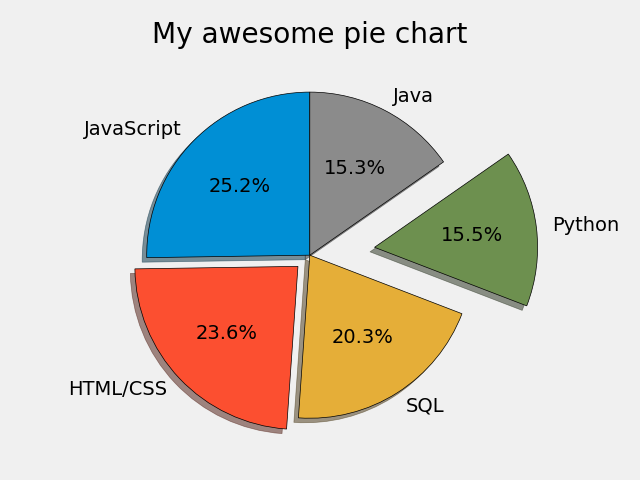 My awesome pie chart
Java
JavaScript
15.3%
25.2%
Python
15.5%
23.6%
20.3%
HTML/CSS
SQL